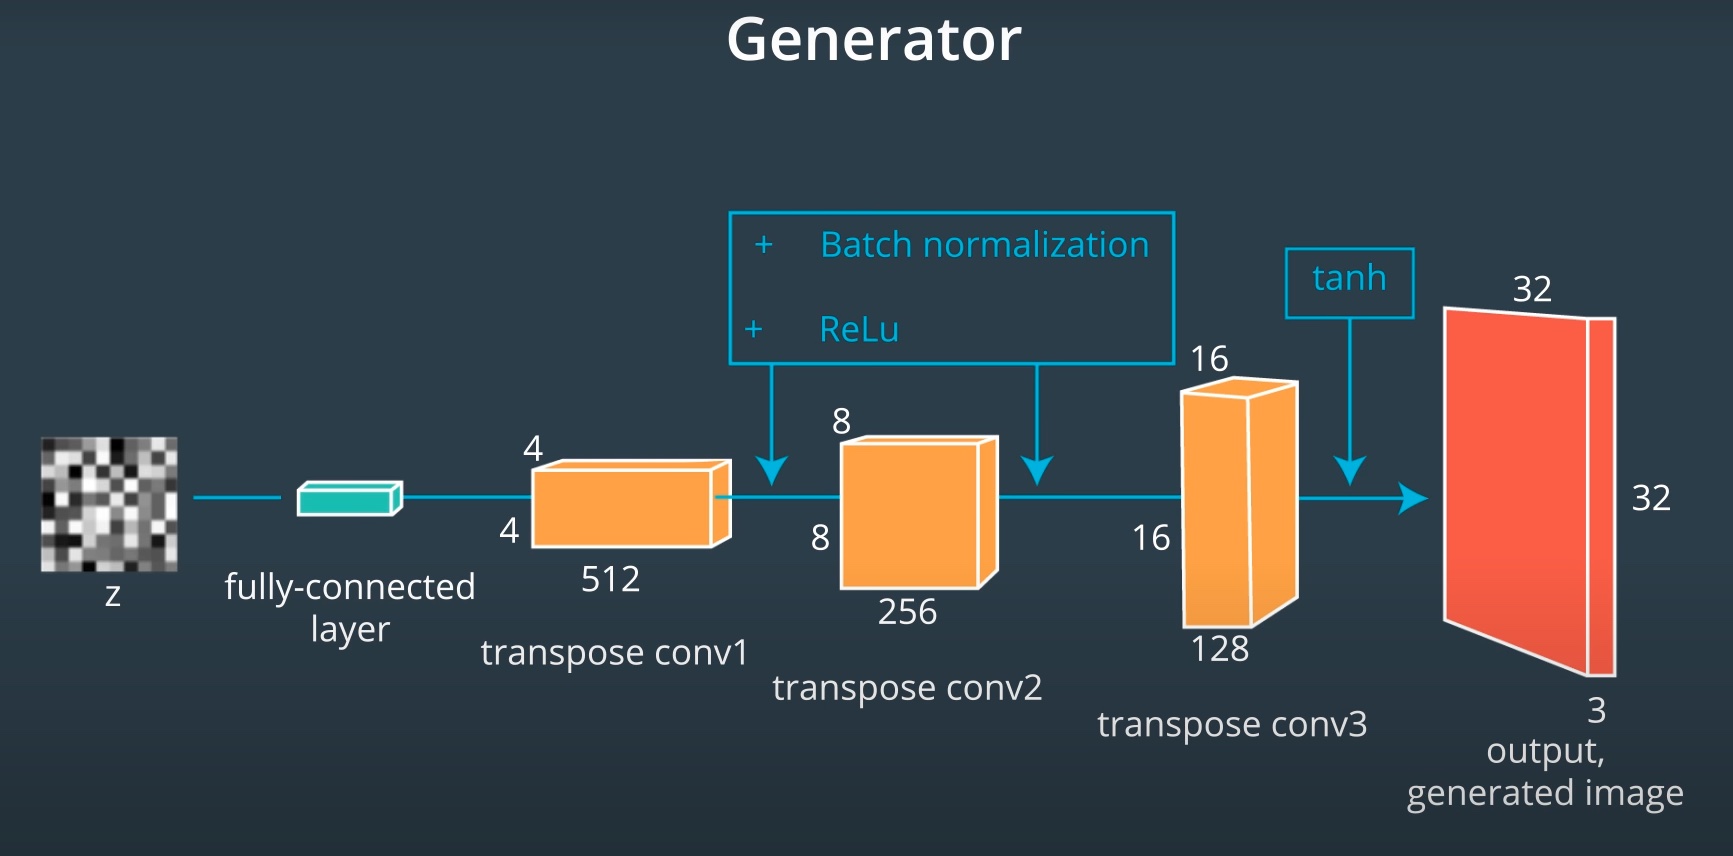 Generator
+ Batch normalization
+ ReLu
tanh
z
fully-connected
layer
4
4
512
transpose conv1
8
8
256
transpose conv2
16
16
128
transpose conv3
32
32
3
output,
generated image